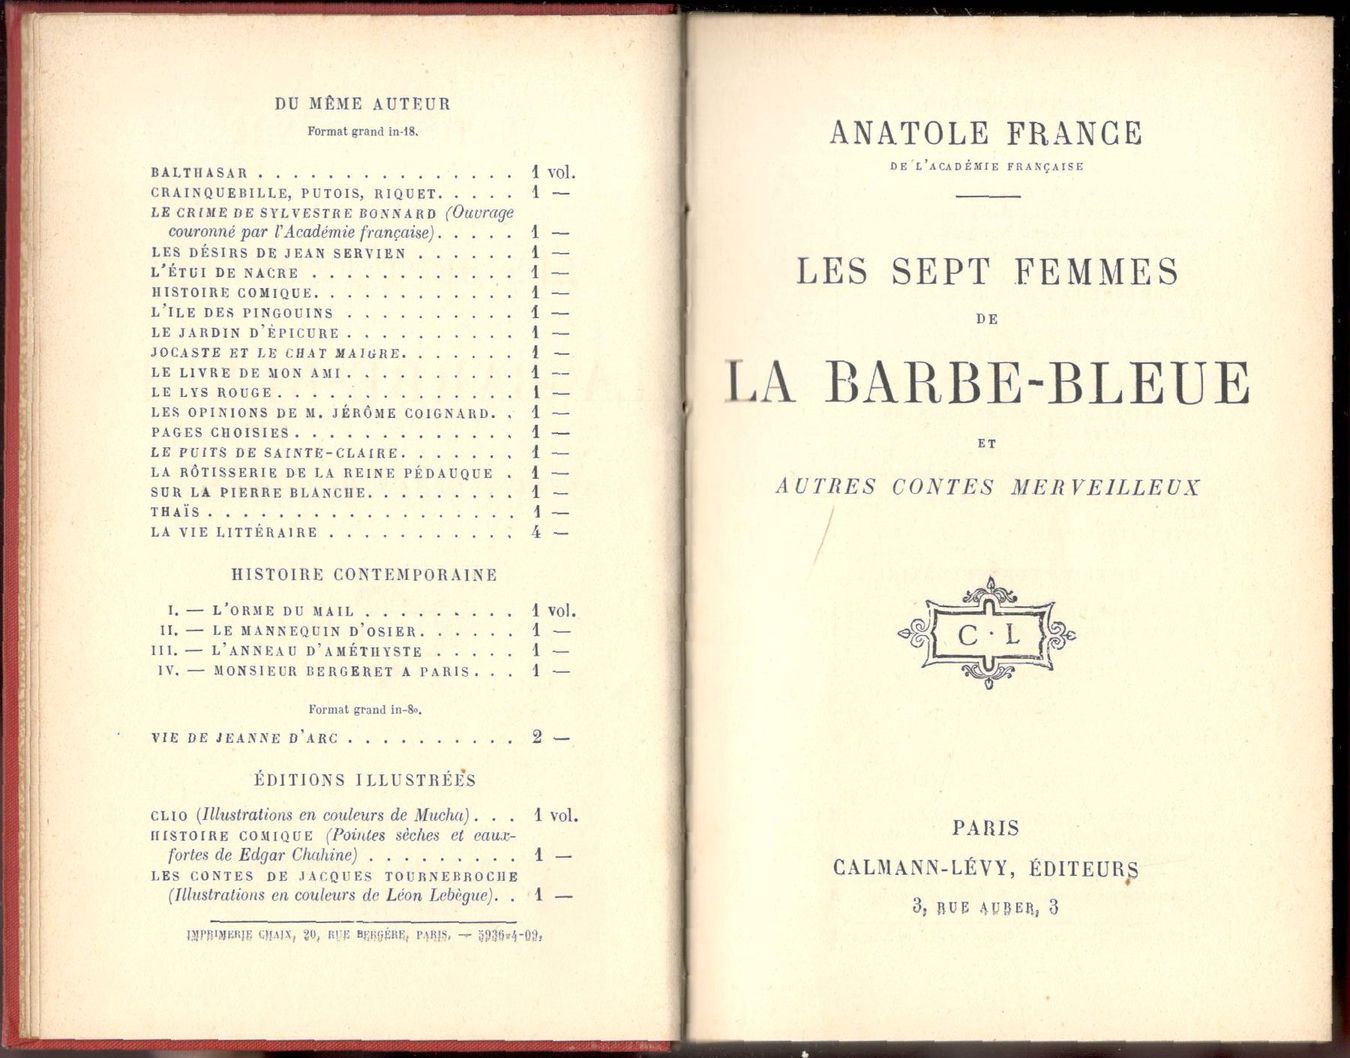 DU MÊME AUTEUR
Format grand in-18.
BALTHASAR . . . . . . . . . . . . . . . 1 vol.
CRAINQUEBILLE, PUTOIS, RIQUET. . . . . 1 —
LE CRIME DE SYLVESTRE BONNARD (Ouvrage
couronné par l'Académie française). . . . . 1 —
LES DÉSIRS DE JEAN SERVIEN . . . . . . 1 —
L'ÉTUI DE NACRE . . . . . . . . . . . . 1 —
HISTOIRE COMIQUE. . . . . . . . . . . . 1 —
L'ILE DES PINGOUINS . . . . . . . . . . 1 —
LE JARDIN D'ÉPICURE . . . . . . . . . . 1 —
JOCASTE ET LE CHAT MAIGRE. . . . . . . 1 —
LE LIVRE DE MON AMI. . . . . . . . . . 1 —
LE LYS ROUGE. . . . . . . . . . . . . . 1 —
LES OPINIONS DE M. JÉRÔME COIGNARD. . 1 —
PAGES CHOISIES. . . . . . . . . . . . . 1 —
LE PUITS DE SAINTE-CLAIRE. . . . . . . 1 —
LA RÔTISSERIE DE LA REINE PÉDAUQUE . 1 —
SUR LA PIERRE BLANCHE. . . . . . . . . 1 —
THAÏS . . . . . . . . . . . . . . . . . . 1 —
LA VIE LITTÉRAIRE . . . . . . . . . . . 4 —
HISTOIRE CONTEMPORAINE
I. — L'ORME DU MAIL . . . . . . . . . 1 vol.
II. — LE MANNEQUIN D'OSIER. . . . . . 1 —
III. — L'ANNEAU D'AMÉTHYSTE . . . . . 1 —
IV. — MONSIEUR BERGERET A PARIS. . . 1 —
Format grand in-8º.
VIE DE JEANNE D'ARC . . . . . . . . . . 2 —
ÉDITIONS ILLUSTRÉES
CLIO (Illustrations en couleurs de Mucha) . . . 1 vol.
HISTOIRE COMIQUE (Pointes sèches et eaux-
fortes de Edgar Chahine) . . . . . . . . . 1 —
LES CONTES DE JACQUES TOURNEBROCHE
(Illustrations en couleurs de Léon Lebègue). . 1 —
IMPRIMERIE CHAIX, 20, RUE BERGÈRE, PARIS. — 5936-4-09.
ANATOLE FRANCE
DE L'ACADÉMIE FRANÇAISE
LES SEPT FEMMES
DE
LA BARBE-BLEUE
ET
AUTRES CONTES MERVEILLEUX
C·L
PARIS
CALMANN-LÉVY, ÉDITEURS
3, RUE AUBER, 3